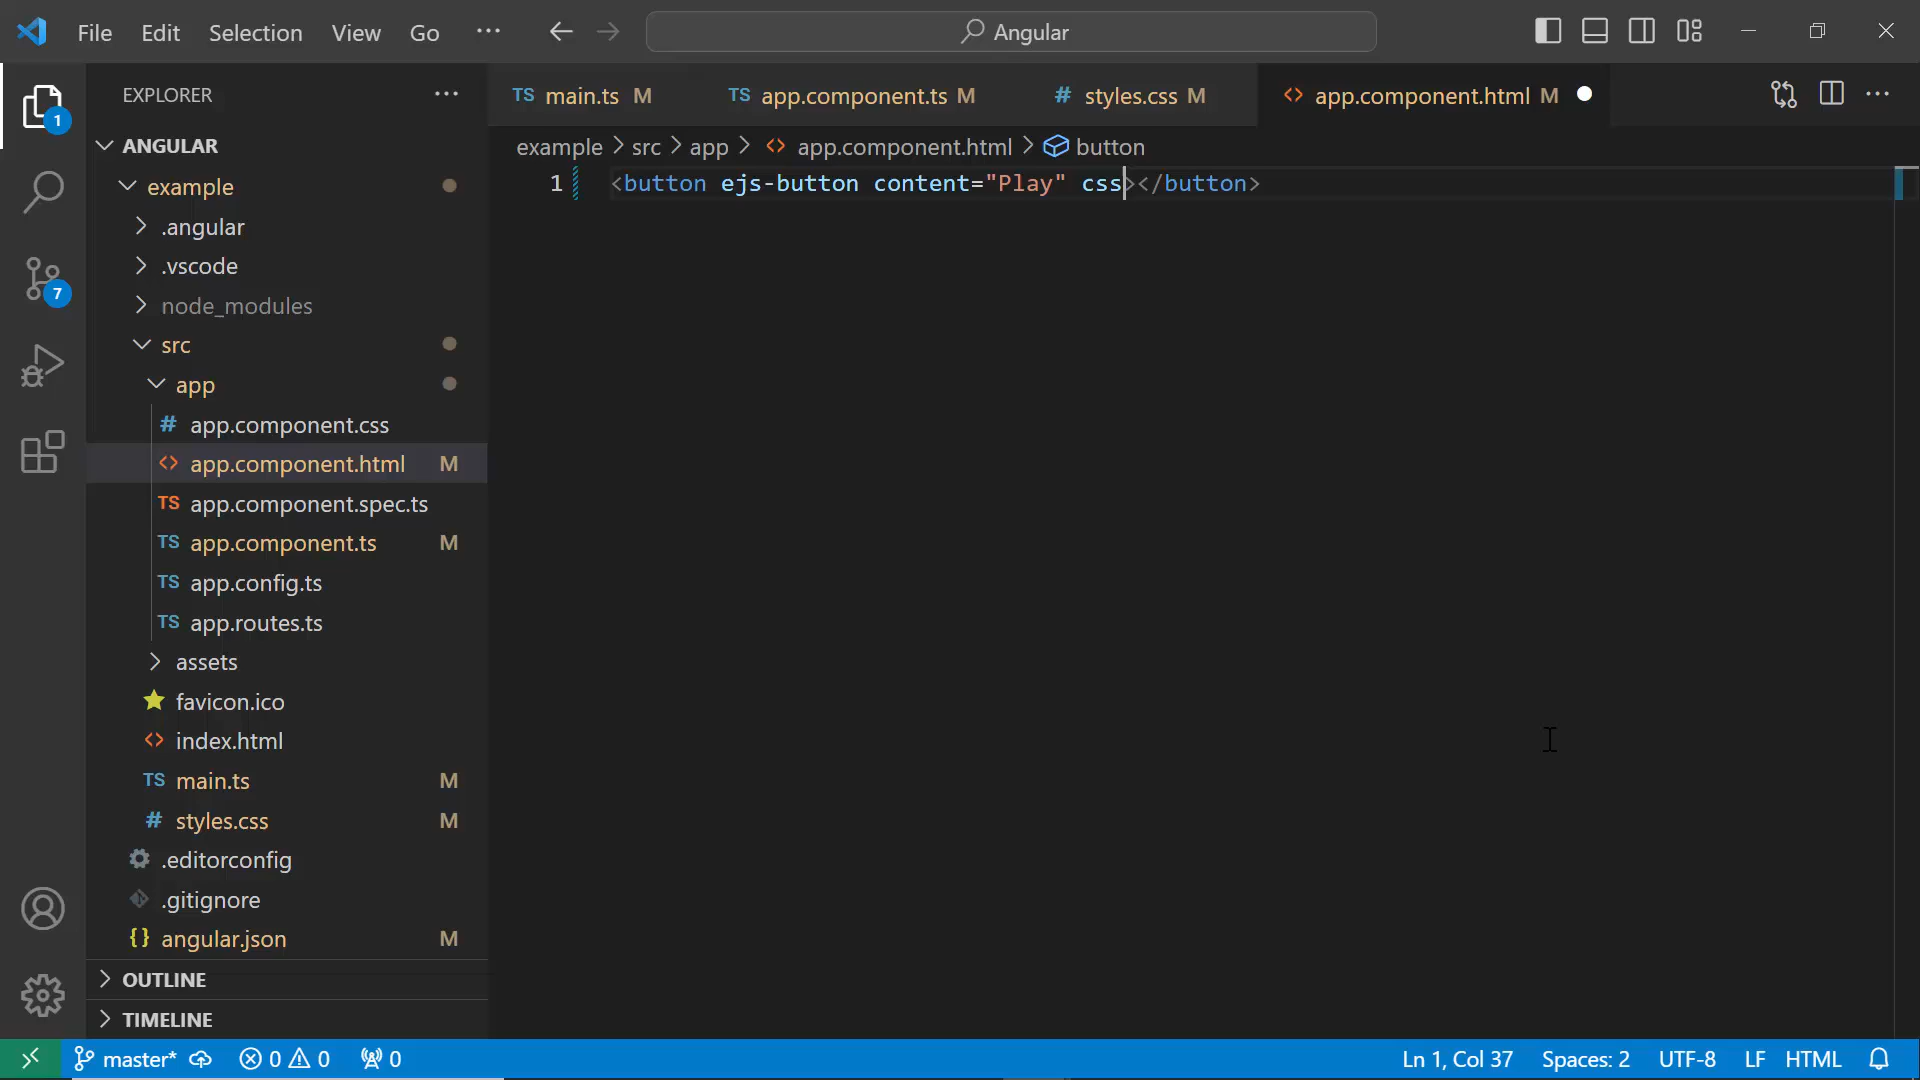 File Edit Selection View Go ··· Angular
EXPLORER ···
TS main.ts M TS app.component.ts M # styles.css M <> app.component.html M ···
1
7
ANGULAR
example
.angular
.vscode
node_modules
src
app
# app.component.css
<> app.component.html M
TS app.component.spec.ts
TS app.component.ts M
TS app.config.ts
TS app.routes.ts
assets
favicon.ico
<> index.html
TS main.ts M
# styles.css M
.editorconfig
.gitignore
{} angular.json M
OUTLINE
TIMELINE
example > src > app > <> app.component.html > button
1 <button ejs-button content="Play" css></button>
master* 0 0 0 Ln 1, Col 37 Spaces: 2 UTF-8 LF HTML